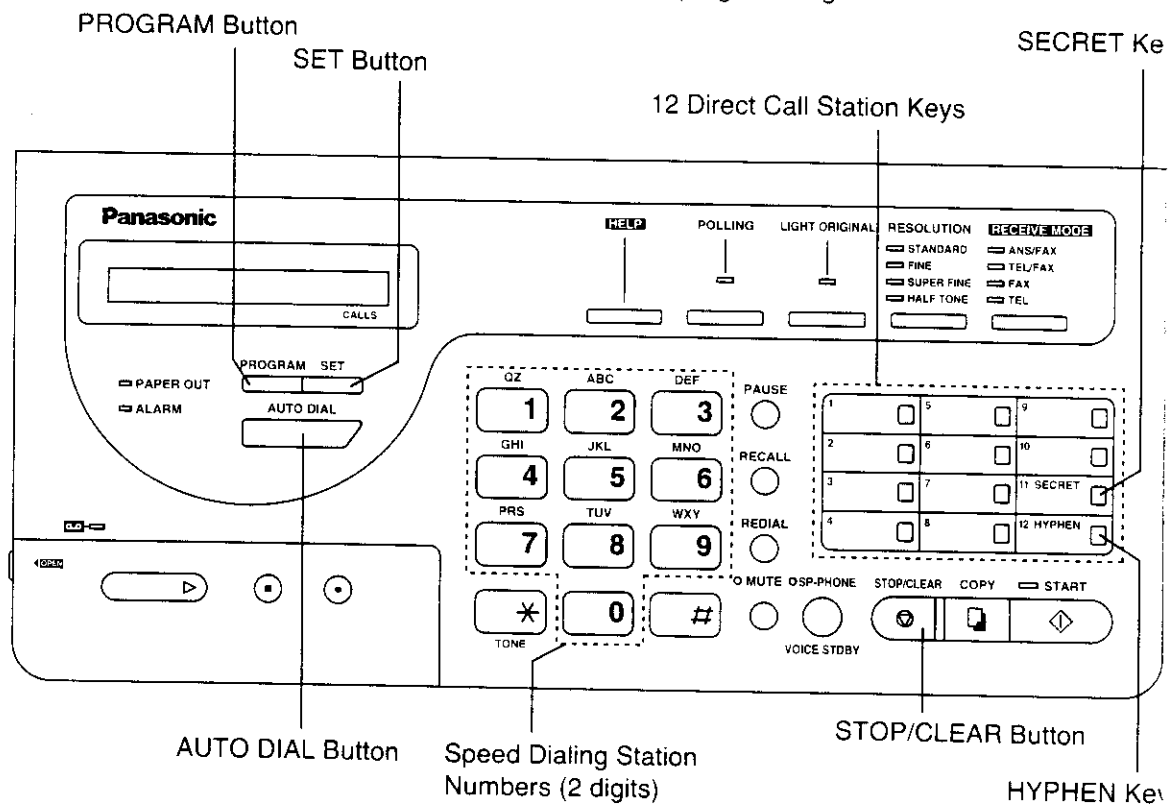 PROGRAM Button
SET Button
SECRET Ke
12 Direct Call Station Keys
Panasonic
CALLS
HELP
POLLING
LIGHT ORIGINAL
RESOLUTION
STANDARD
FINE
SUPER FINE
HALF TONE
RECEIVE MODE
ANS/FAX
TEL/FAX
FAX
TEL
PROGRAM SET
PAPER OUT
ALARM
AUTO DIAL
OPEN
QZ ABC DEF
1 2 3
GHI JKL MNO
4 5 6
PRS TUV WXY
7 8 9
0 #
TONE
PAUSE
RECALL
REDIAL
MUTE SP-PHONE
VOICE STDBY
1 5 9
2 6 10
3 7 11 SECRET
4 8 12 HYPHEN
STOP/CLEAR COPY START
AUTO DIAL Button
Speed Dialing Station
Numbers (2 digits)
STOP/CLEAR Button
HYPHEN Key